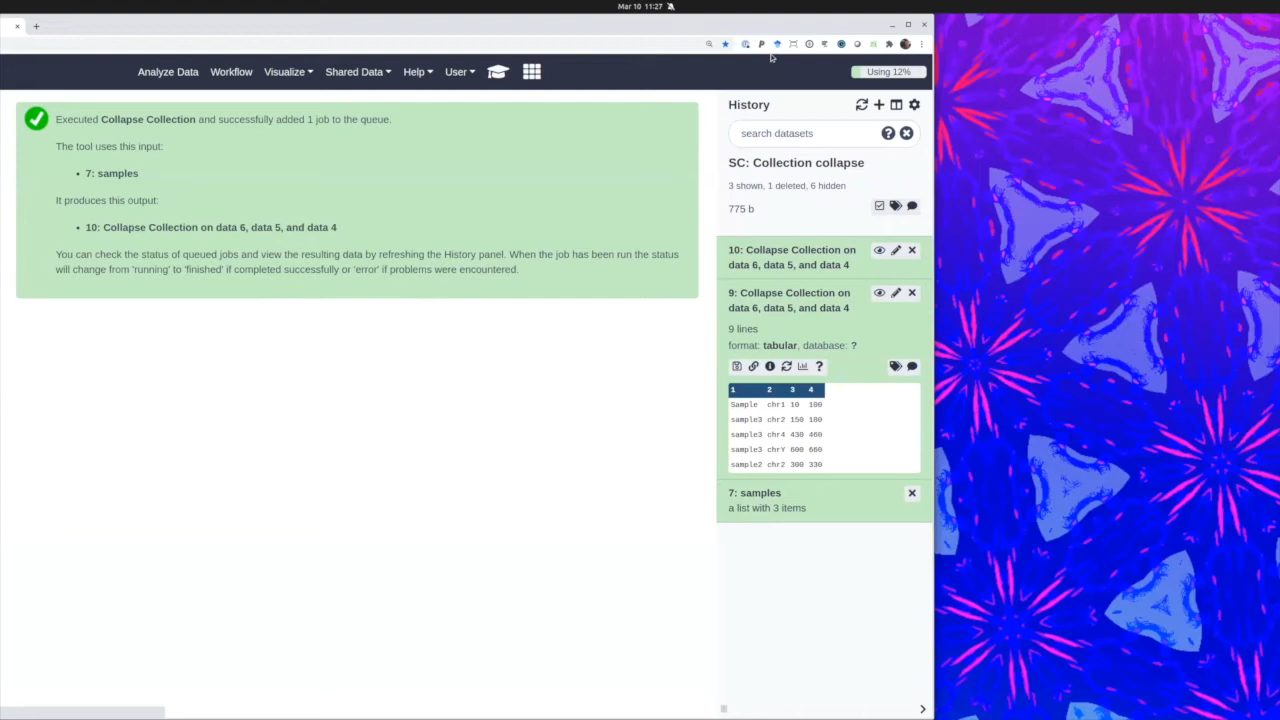 Mar 10 11:27
Analyze Data Workflow Visualize Shared Data Help User
Using 12%
Executed Collapse Collection and successfully added 1 job to the queue.
The tool uses this input:
• 7: samples
It produces this output:
• 10: Collapse Collection on data 6, data 5, and data 4
You can check the status of queued jobs and view the resulting data by refreshing the History panel. When the job has been run the status
will change from 'running' to 'finished' if completed successfully or 'error' if problems were encountered.
History
search datasets
SC: Collection collapse
3 shown, 1 deleted, 6 hidden
775 b
10: Collapse Collection on
data 6, data 5, and data 4
9: Collapse Collection on
data 6, data 5, and data 4
9 lines
format: tabular, database: ?
1 2 3 4
Sample chr1 10 100
sample3 chr2 150 180
sample3 chr4 430 460
sample3 chrY 600 660
sample2 chr2 300 330
7: samples
a list with 3 items